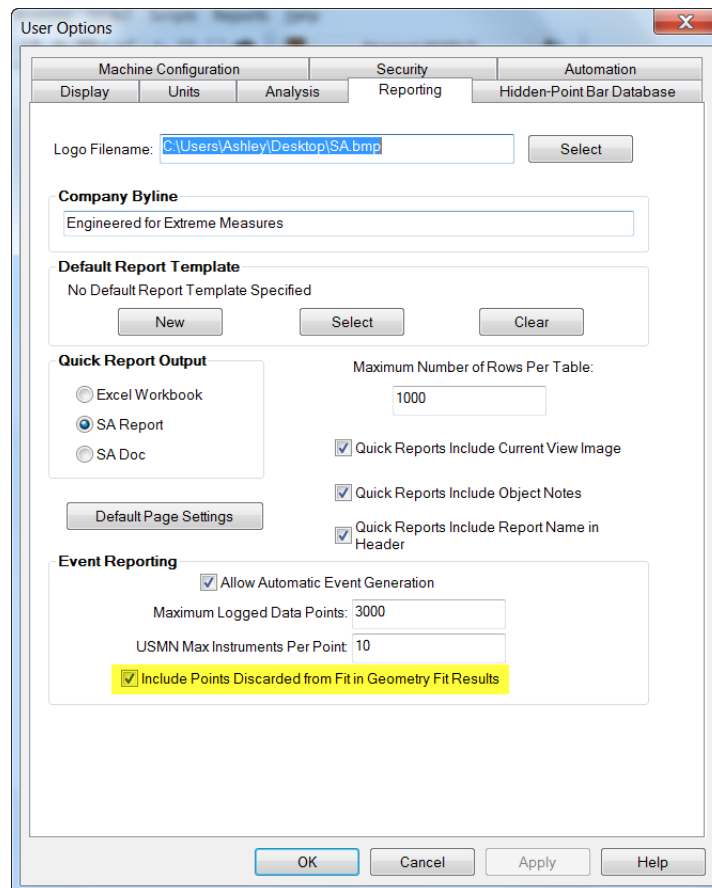 User Options
Machine Configuration
Security
Automation
Display
Units
Analysis
Reporting
Hidden-Point Bar Database
Logo Filename:
C:\Users\Ashley\Desktop\SA.bmp
Select
Company Byline
Engineered for Extreme Measures
Default Report Template
No Default Report Template Specified
New
Select
Clear
Quick Report Output
Excel Workbook
SA Report
SA Doc
Maximum Number of Rows Per Table:
1000
Quick Reports Include Current View Image
Quick Reports Include Object Notes
Quick Reports Include Report Name in
Header
Default Page Settings
Event Reporting
Allow Automatic Event Generation
Maximum Logged Data Points:
3000
USMN Max Instruments Per Point:
10
Include Points Discarded from Fit in Geometry Fit Results
OK
Cancel
Apply
Help